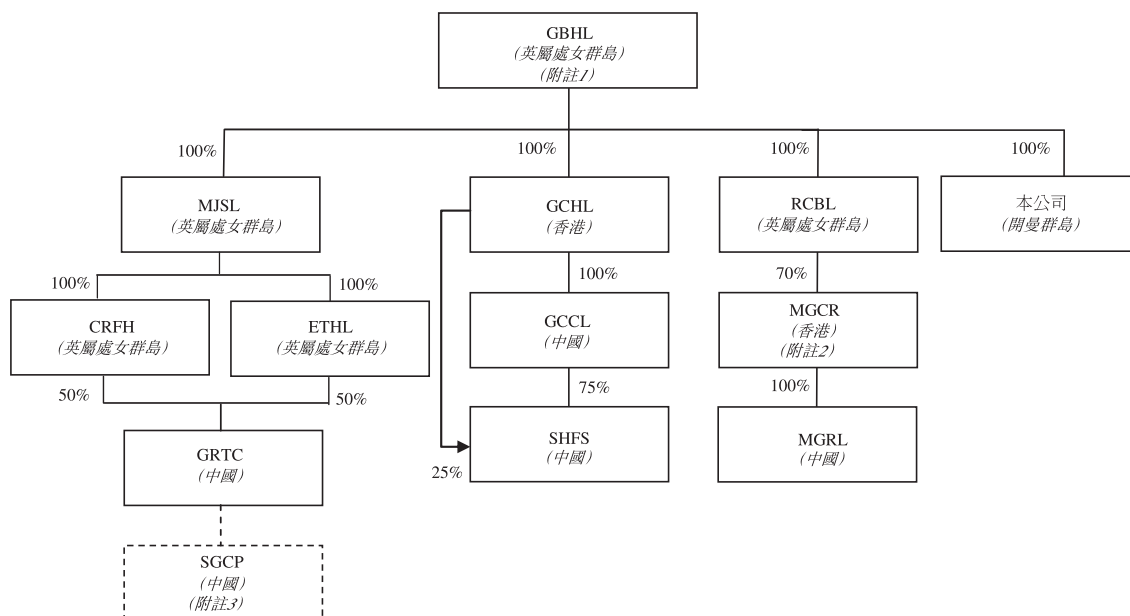 GBHL
(英屬處女群島)
(附註1)
100%
100%
100%
100%
MJSL
(英屬處女群島)
GCHL
(香港)
RCBL
(英屬處女群島)
本公司
(開曼群島)
100%
100%
100%
70%
CRFH
(英屬處女群島)
ETHL
(英屬處女群島)
GCCL
(中國)
MGCR
(香港)
(附註2)
50%
50%
75%
100%
GRTC
(中國)
25%
SHFS
(中國)
MGRL
(中國)
SGCP
(中國)
(附註3)